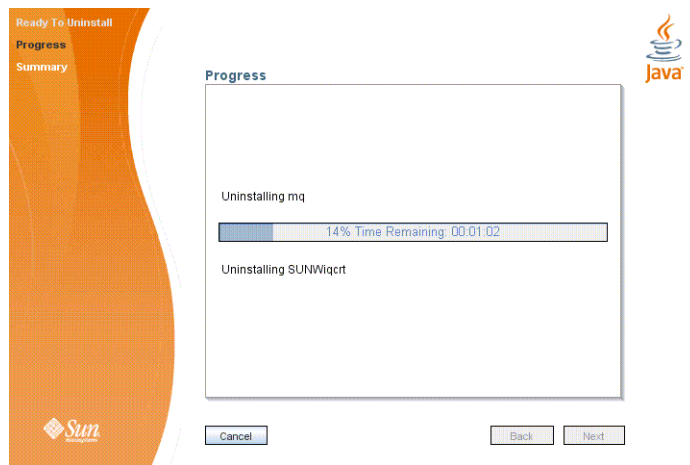 Ready To Uninstall
Progress
Summary
Java
Progress
Uninstalling mq
14% Time Remaining: 00:01:02
Uninstalling SUNWiqcrt
Sun
Cancel
Back
Next